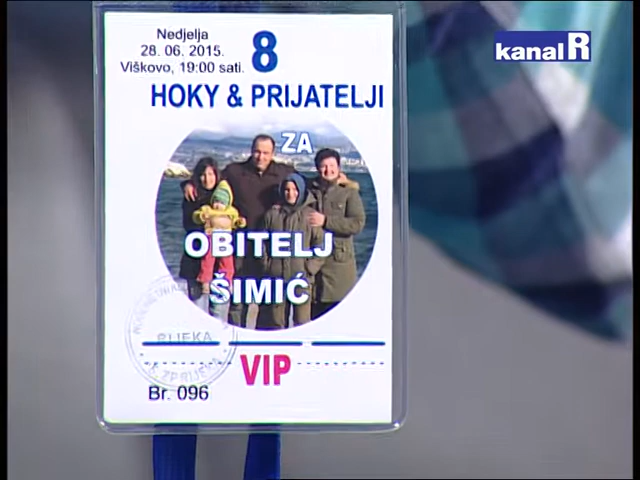 kanal R
Nedjelja
28. 06. 2015.
Viškovo, 19:00 sati.
8
HOKY & PRIJATELJI
ZA
OBITELJ
ŠIMIĆ
RIJEKA
VIP
Br. 096